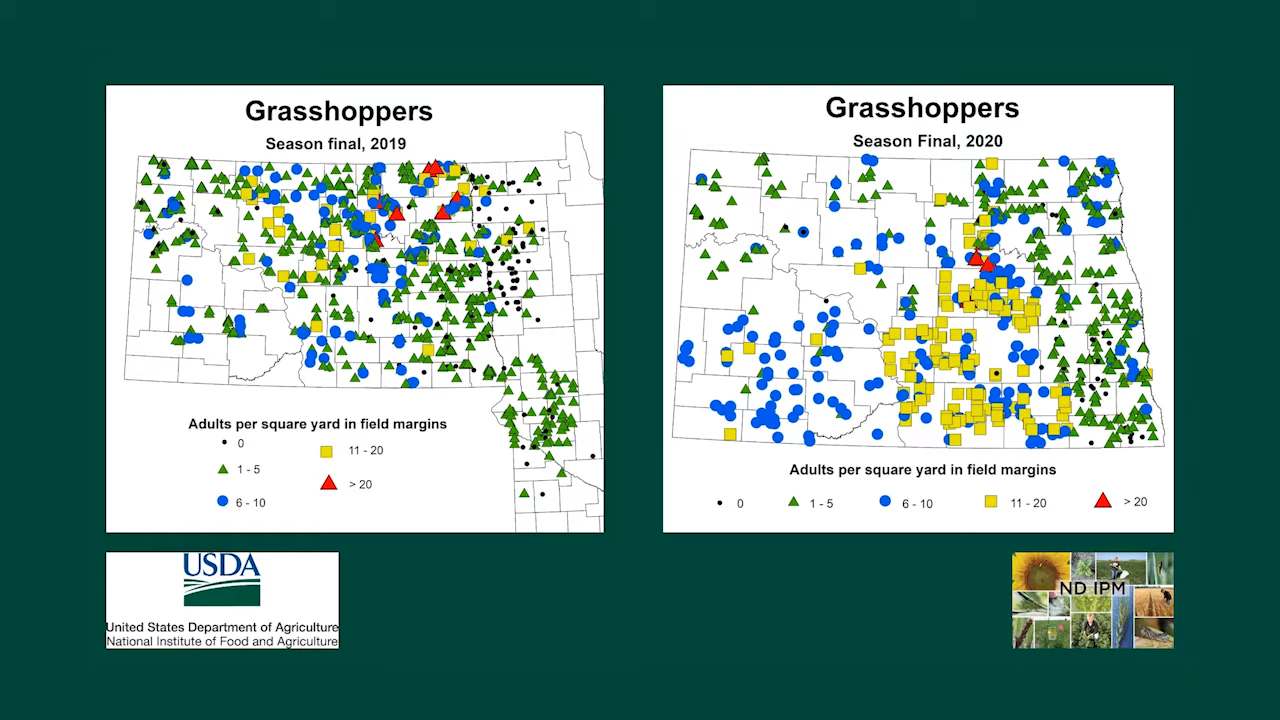 Grasshoppers
Season final, 2019
Adults per square yard in field margins
0
11 - 20
1 - 5
> 20
6 - 10
Grasshoppers
Season Final, 2020
Adults per square yard in field margins
0
1 - 5
6 - 10
11 - 20
> 20
USDA
United States Department of Agriculture
National Institute of Food and Agriculture
ND IPM